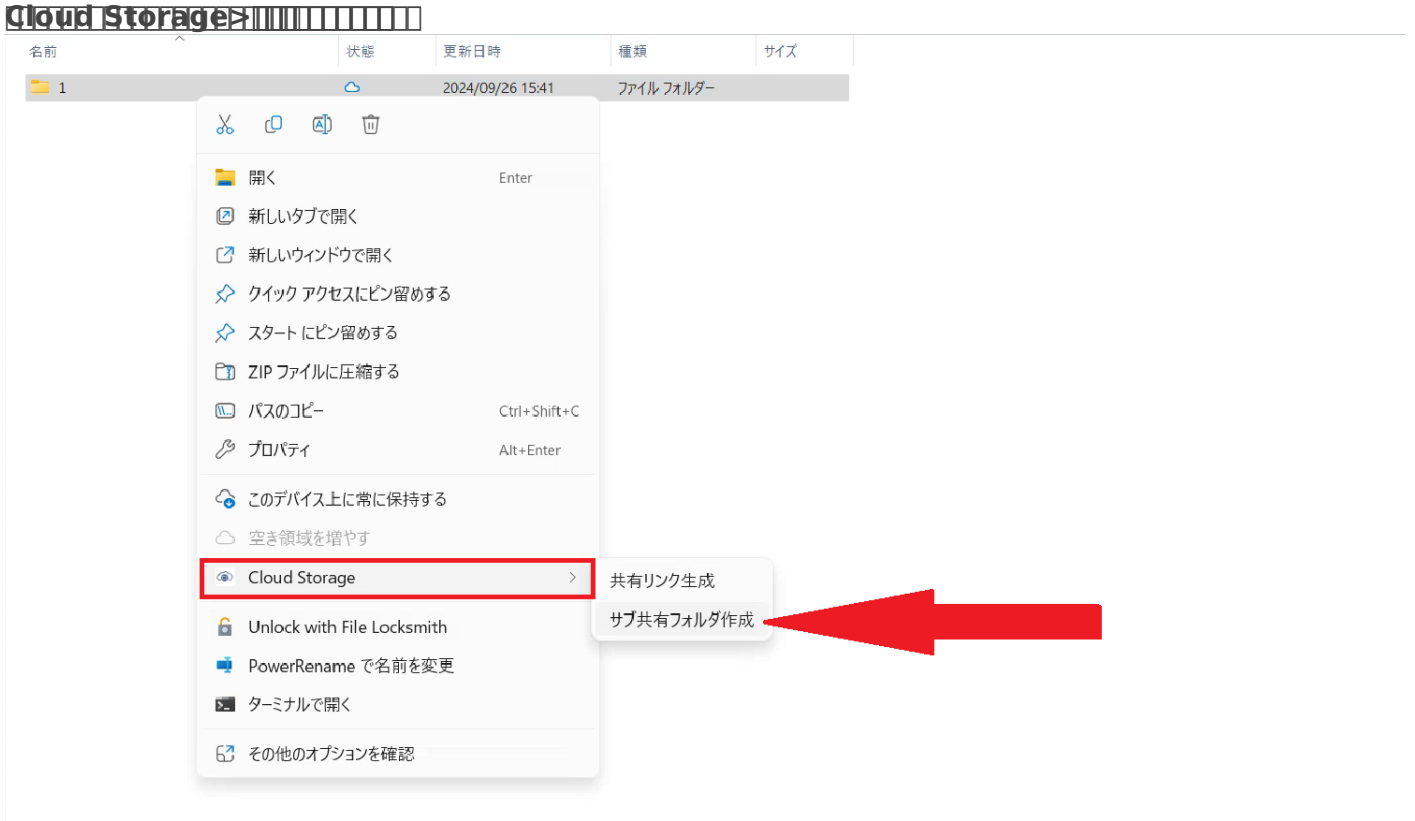 Cloud Storage>
名前 状態 更新日時 種類 サイズ
1 2024/09/26 15:41 ファイル フォルダー
開く Enter
新しいタブで開く
新しいウィンドウで開く
クイック アクセスにピン留めする
スタート にピン留めする
ZIP ファイルに圧縮する
パスのコピー Ctrl+Shift+C
プロパティ Alt+Enter
このデバイス上に常に保持する
空き領域を増やす
Cloud Storage
共有リンク生成
サブ共有フォルダ作成
Unlock with File Locksmith
PowerRename で名前を変更
ターミナルで開く
その他のオプションを確認